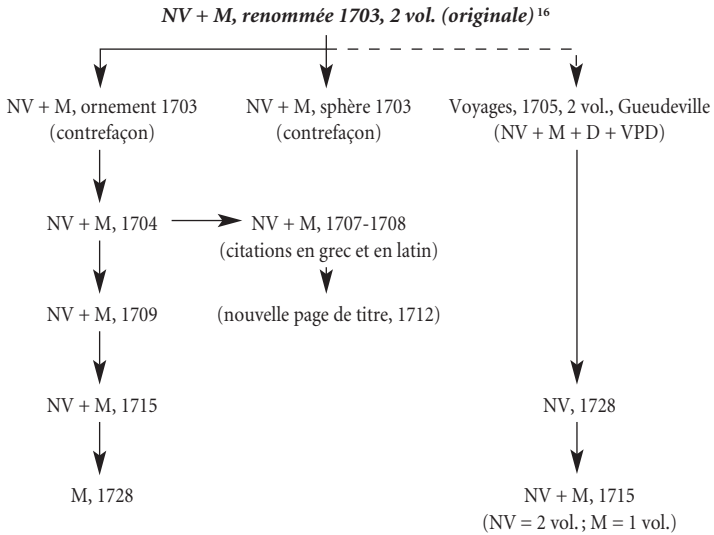 NV + M, renommée 1703, 2 vol. (originale) 16
NV + M, ornement 1703
(contrefaçon)
NV + M, sphère 1703
(contrefaçon)
Voyages, 1705, 2 vol., Gueudeville
(NV + M + D + VPD)
NV + M, 1704
NV + M, 1707-1708
(citations en grec et en latin)
NV + M, 1709
(nouvelle page de titre, 1712)
NV + M, 1715
NV, 1728
M, 1728
NV + M, 1715
(NV = 2 vol. ; M = 1 vol.)